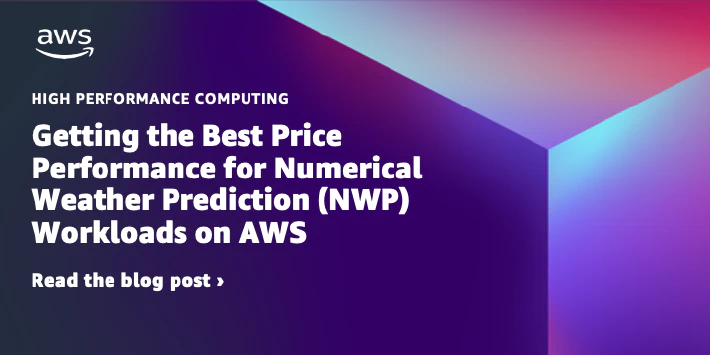 aws
HIGH PERFORMANCE COMPUTING
Getting the Best Price
Performance for Numerical
Weather Prediction (NWP)
Workloads on AWS
Read the blog post ›